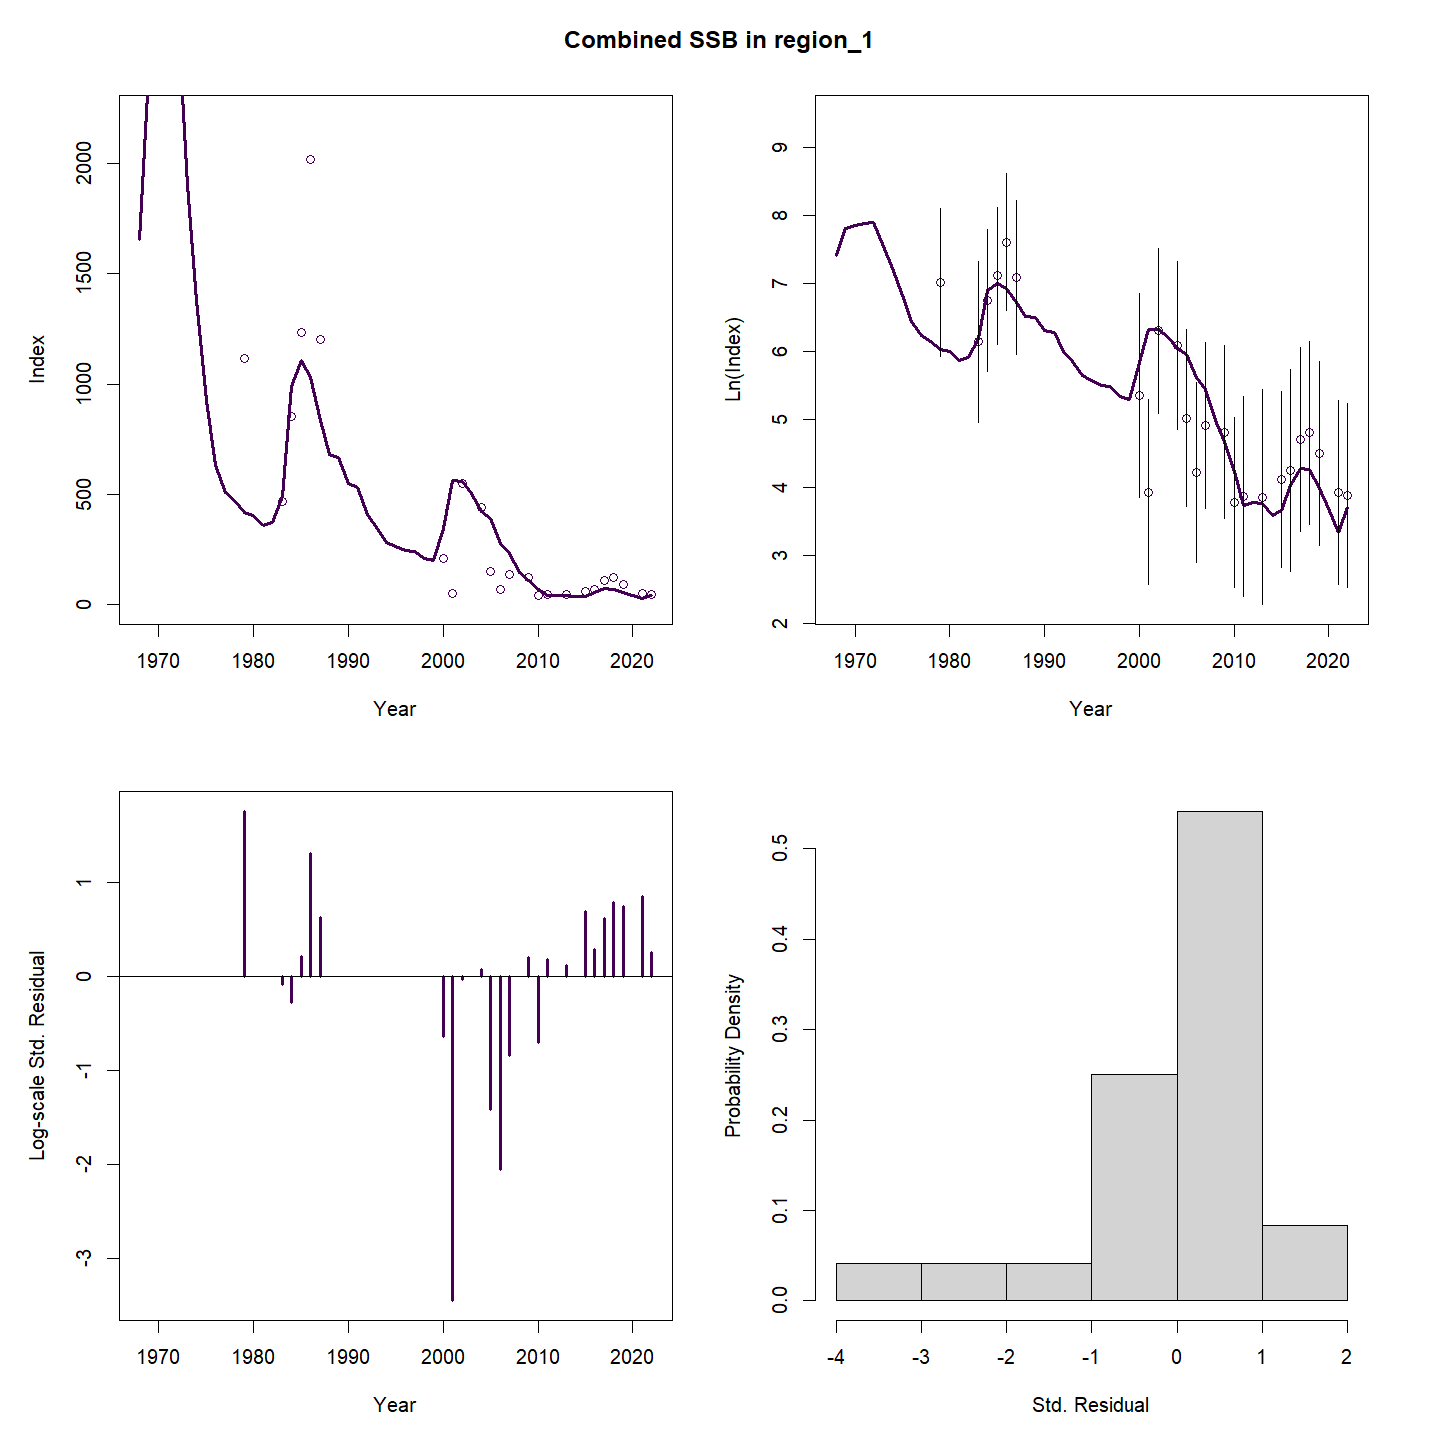 Combined SSB in region_1
Index
2000
1500
1000
500
0
1970 1980 1990 2000 2010 2020
Year
Ln(Index)
9
8
7
6
5
4
3
2
1970 1980 1990 2000 2010 2020
Year
Log-scale Std. Residual
1
0
-1
-2
-3
1970 1980 1990 2000 2010 2020
Year
Probability Density
0.5
0.4
0.3
0.2
0.1
0.0
-4 -3 -2 -1 0 1 2
Std. Residual